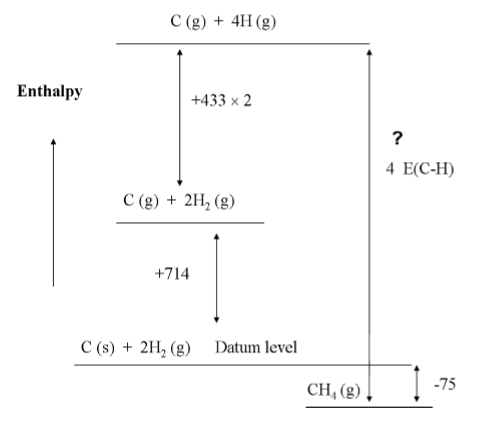 C (g) + 4H (g)
Enthalpy
+433 × 2
?
4 E(C-H)
C (g) + 2H₂ (g)
+714
C (s) + 2H₂ (g) Datum level
CH₄ (g)
-75